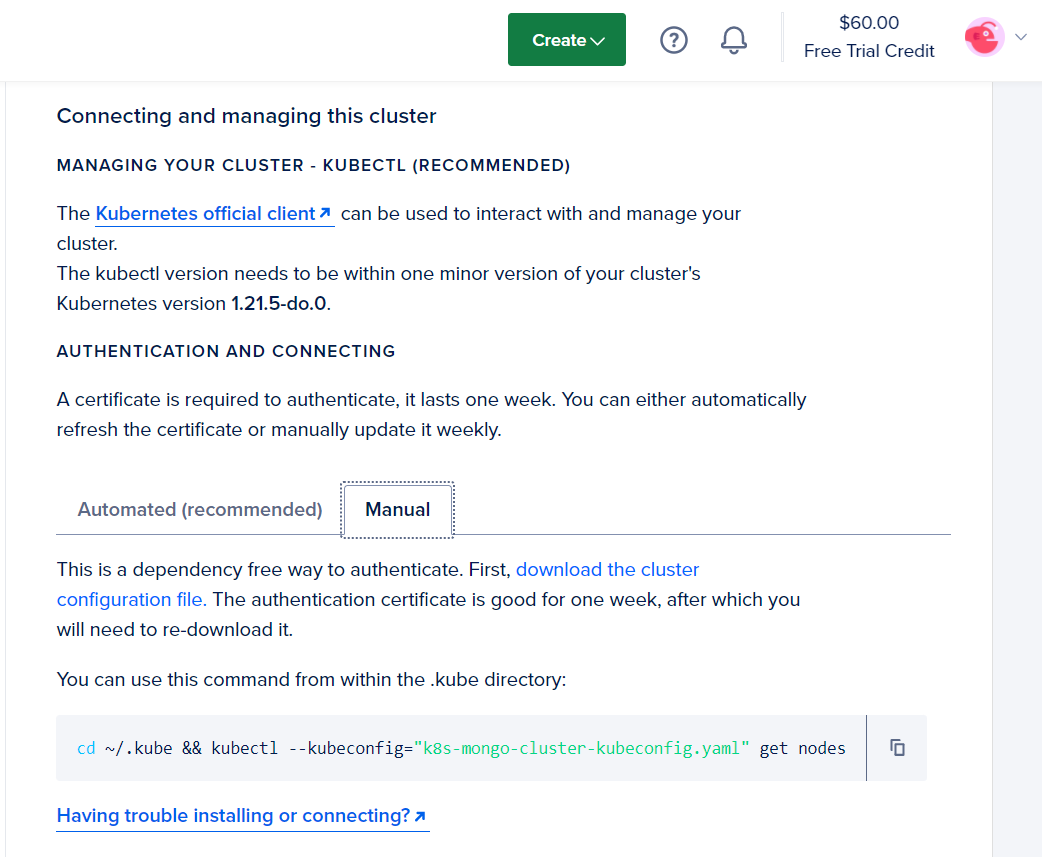 Create
$60.00
Free Trial Credit
Connecting and managing this cluster
MANAGING YOUR CLUSTER - KUBECTL (RECOMMENDED)
The Kubernetes official client can be used to interact with and manage your
cluster.
The kubectl version needs to be within one minor version of your cluster's
Kubernetes version 1.21.5-do.0.
AUTHENTICATION AND CONNECTING
A certificate is required to authenticate, it lasts one week. You can either automatically
refresh the certificate or manually update it weekly.
Automated (recommended) Manual
This is a dependency free way to authenticate. First, download the cluster
configuration file. The authentication certificate is good for one week, after which you
will need to re-download it.
You can use this command from within the .kube directory:
cd ~/.kube && kubectl --kubeconfig="k8s-mongo-cluster-kubeconfig.yaml" get nodes
Having trouble installing or connecting?